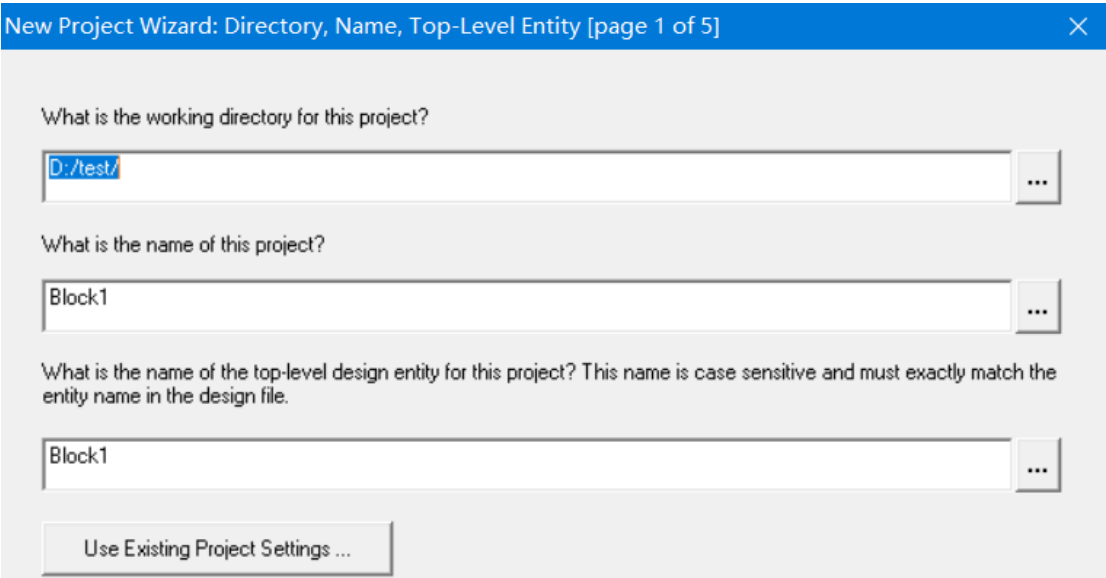 New Project Wizard: Directory, Name, Top-Level Entity [page 1 of 5]
What is the working directory for this project?
D:/test/
...
What is the name of this project?
Block1
...
What is the name of the top-level design entity for this project? This name is case sensitive and must exactly match the
entity name in the design file.
Block1
...
Use Existing Project Settings ...